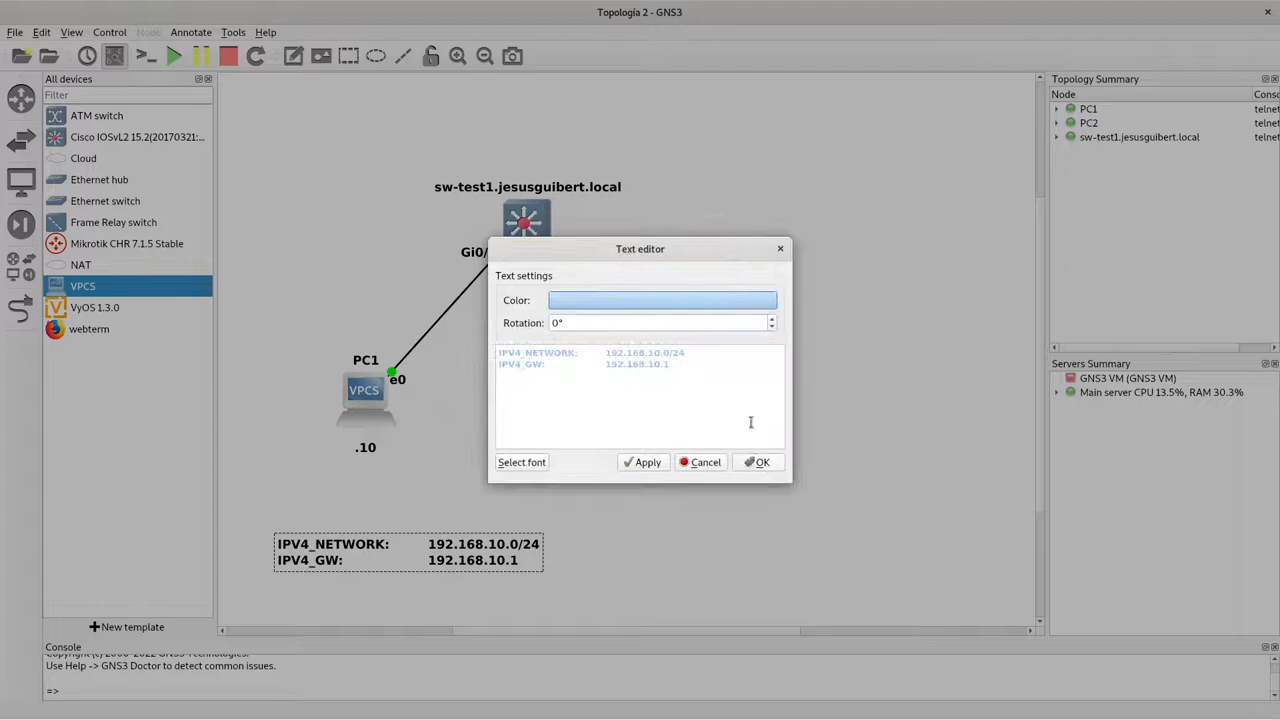 Topología 2 - GNS3
File Edit View Control Node Annotate Tools Help
All devices
Filter
ATM switch
Cisco IOSvL2 15.2(20170321:...
Cloud
Ethernet hub
Ethernet switch
Frame Relay switch
Mikrotik CHR 7.1.5 Stable
NAT
VPCS
VyOS 1.3.0
webterm
New template
sw-test1.jesusguibert.local
Gi0/
PC1
e0
VPCS
.10
IPV4_NETWORK: 192.168.10.0/24
IPV4_GW: 192.168.10.1
Text editor
Text settings
Color:
Rotation: 0°
IPV4_NETWORK: 192.168.10.0/24
IPV4_GW: 192.168.10.1
Select font Apply Cancel OK
Topology Summary
Node Conso
PC1 telnet
PC2 telnet
sw-test1.jesusguibert.local telnet
Servers Summary
GNS3 VM (GNS3 VM)
Main server CPU 13.5%, RAM 30.3%
Console
Copyright (c) 2006-2022 GNS3 Technologies.
Use Help -> GNS3 Doctor to detect common issues.
=>